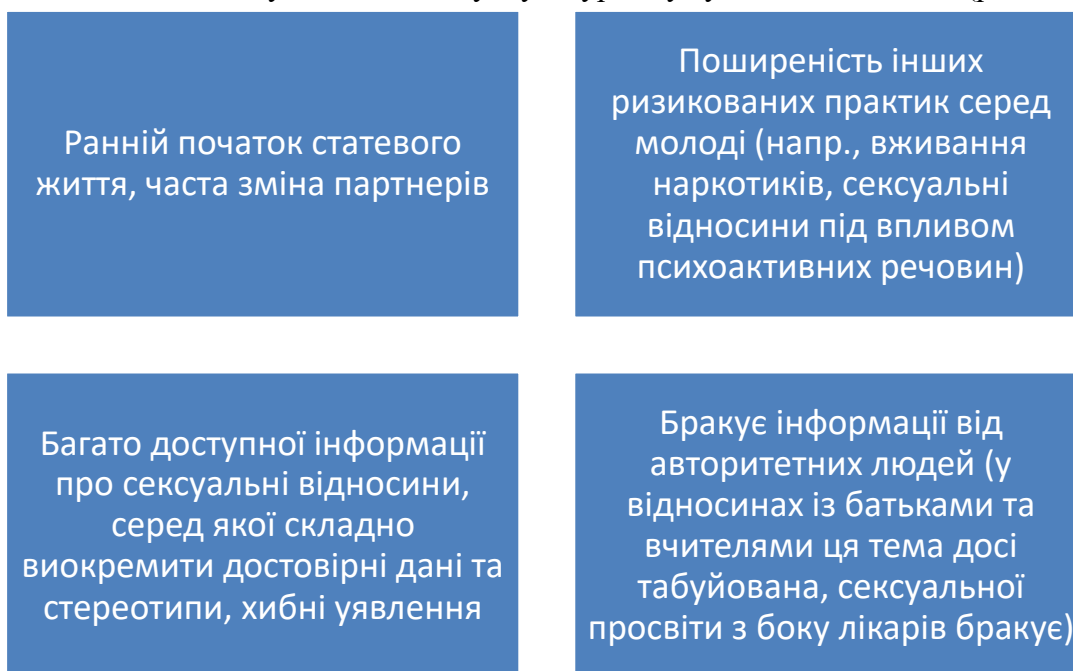 Ранній початок статевого
життя, часта зміна партнерів
Поширеність інших
ризикованих практик серед
молоді (напр., вживання
наркотиків, сексуальні
відносини під впливом
психоактивних речовин)
Багато доступної інформації
про сексуальні відносини,
серед якої складно
виокремити достовірні дані та
стереотипи, хибні уявлення
Бракує інформації від
авторитетних людей (у
відносинах із батьками та
вчителями ця тема досі
табуйована, сексуальної
просвіти з боку лікарів бракує)